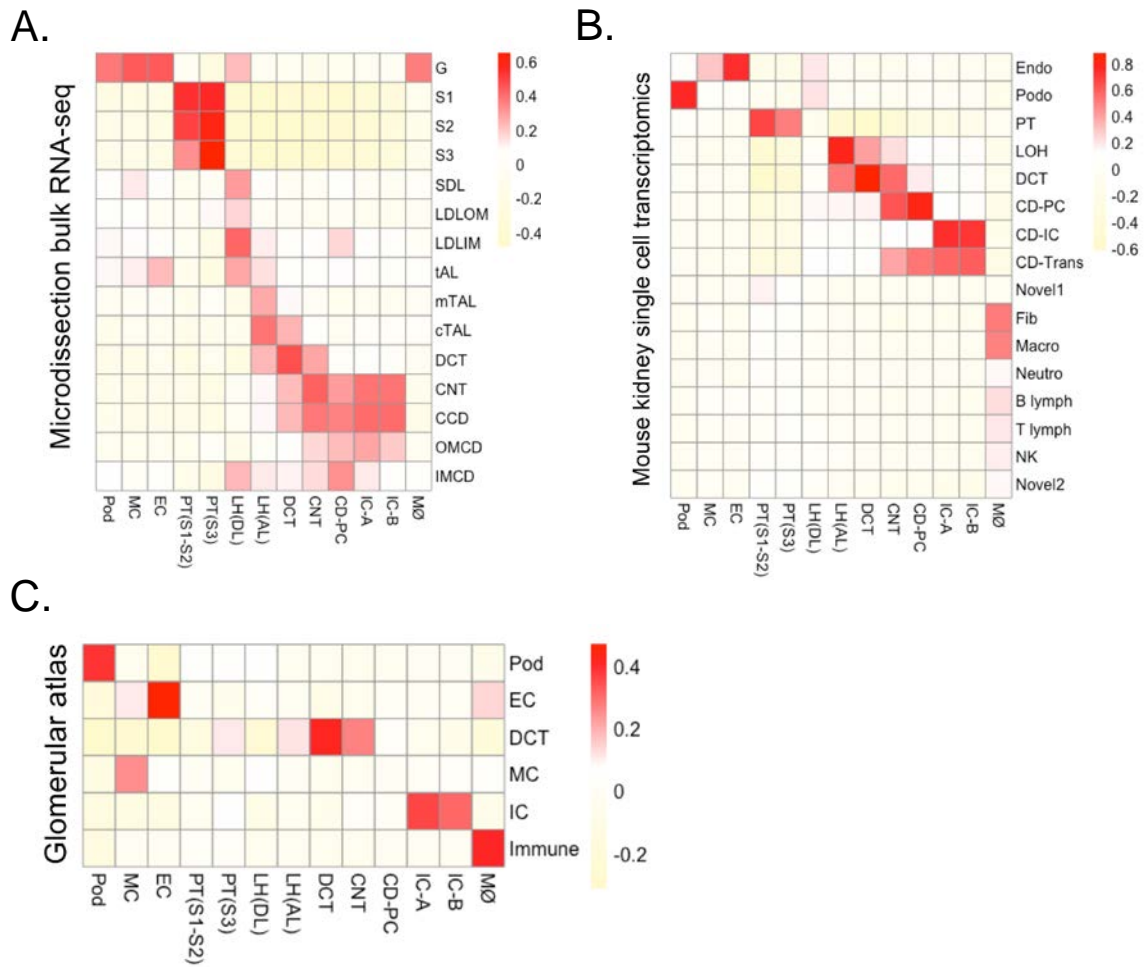 A.
Microdissection bulk RNA-seq
G
S1
S2
S3
SDL
LDLOM
LDLIM
tAL
mTAL
cTAL
DCT
CNT
CCD
OMCD
IMCD
Pod
MC
EC
PT(S1-S2)
PT(S3)
LH(DL)
LH(AL)
DCT
CNT
CD-PC
IC-A
IC-B
MØ
0.6
0.4
0.2
0
-0.2
-0.4
B.
Mouse kidney single cell transcriptomics
Endo
Podo
PT
LOH
DCT
CD-PC
CD-IC
CD-Trans
Novel1
Fib
Macro
Neutro
B lymph
T lymph
NK
Novel2
Pod
MC
EC
PT(S1-S2)
PT(S3)
LH(DL)
LH(AL)
DCT
CNT
CD-PC
IC-A
IC-B
MØ
0.8
0.6
0.4
0.2
0
-0.2
-0.4
-0.6
C.
Glomerular atlas
Pod
EC
DCT
MC
IC
Immune
Pod
MC
EC
PT(S1-S2)
PT(S3)
LH(DL)
LH(AL)
DCT
CNT
CD-PC
IC-A
IC-B
MØ
0.4
0.2
0
-0.2